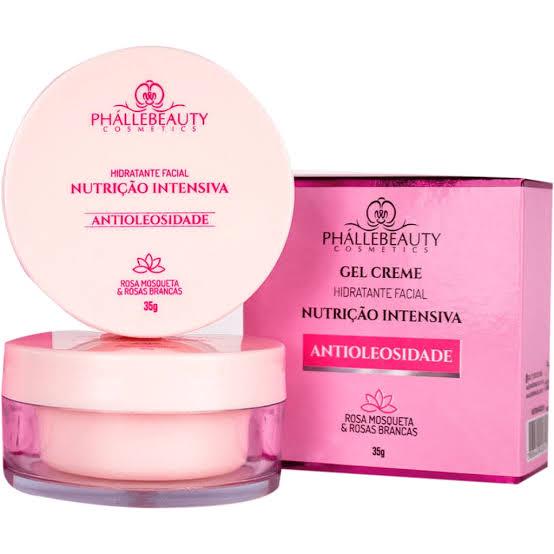 PHÁLLEBEAUTY
COSMETICS
HIDRATANTE FACIAL
NUTRIÇÃO INTENSIVA
ANTIOLEOSIDADE
ROSA MOSQUETA
& ROSAS BRANCAS
35g
PHÁLLEBEAUTY
COSMETICS
GEL CREME
HIDRATANTE FACIAL
NUTRIÇÃO INTENSIVA
ANTIOLEOSIDADE
ROSA MOSQUETA
& ROSAS BRANCAS
35g